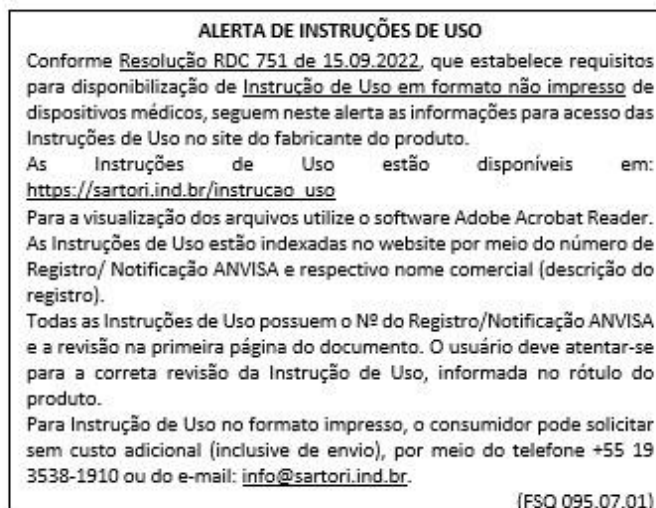 ALERTA DE INSTRUÇÕES DE USO
Conforme Resolução RDC 751 de 15.09.2022, que estabelece requisitos
para disponibilização de Instrução de Uso em formato não impresso de
dispositivos médicos, seguem neste alerta as informações para acesso das
Instruções de Uso no site do fabricante do produto.
As Instruções de Uso estão disponíveis em:
https://sartori.ind.br/instrucao_uso
Para a visualização dos arquivos utilize o software Adobe Acrobat Reader.
As Instruções de Uso estão indexadas no website por meio do número de
Registro/ Notificação ANVISA e respectivo nome comercial (descrição do
registro).
Todas as Instruções de Uso possuem o Nº do Registro/Notificação ANVISA
e a revisão na primeira página do documento. O usuário deve atentar-se
para a correta revisão da Instrução de Uso, informada no rótulo do
produto.
Para Instrução de Uso no formato impresso, o consumidor pode solicitar
sem custo adicional (inclusive de envio), por meio do telefone +55 19
3538-1910 ou do e-mail: info@sartori.ind.br.
(FSQ 095.07.01)